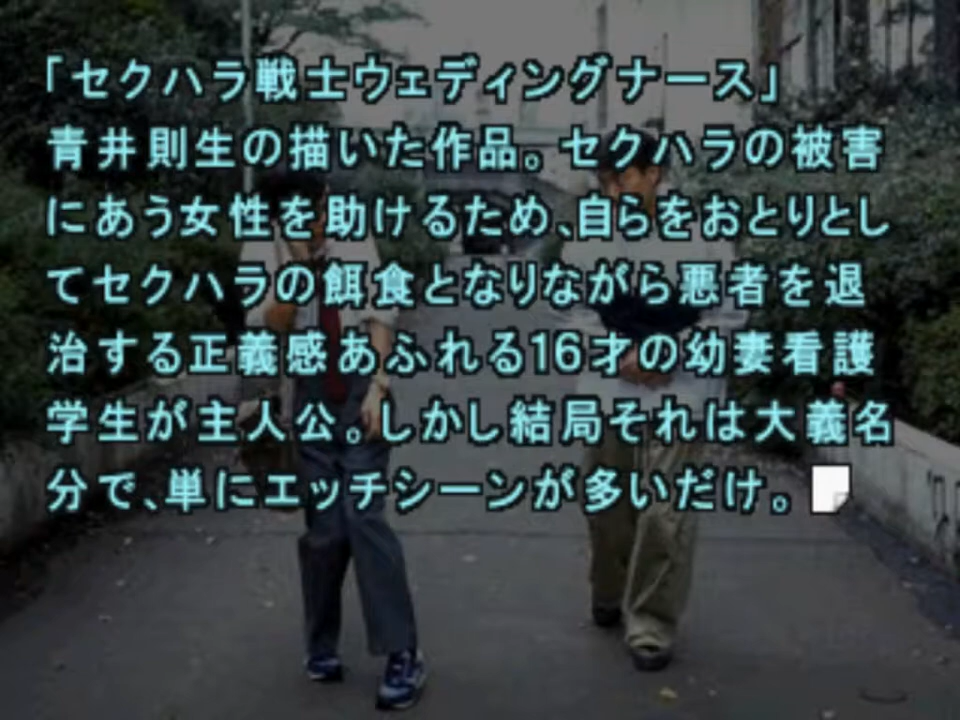 「セクハラ戦士ウェディングナース」
青井則生の描いた作品。セクハラの被害
にあう女性を助けるため、自らをおとりとし
てセクハラの餌食となりながら悪者を退
治する正義感あふれる16才の幼妻看護
学生が主人公。しかし結局それは大義名
分で、単にエッチシーンが多いだけ。